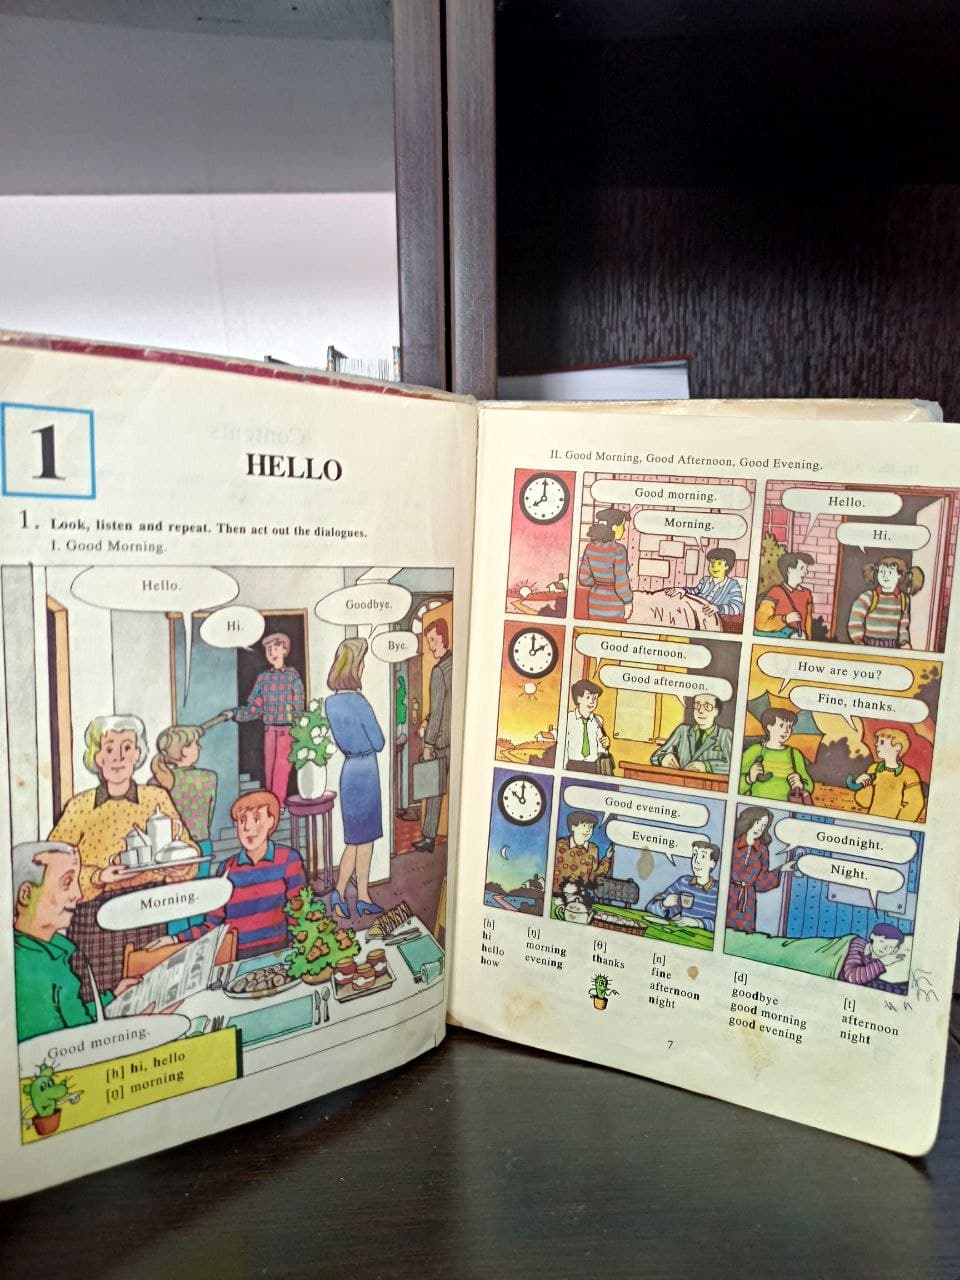 1
HELLO
1. Look, listen and repeat. Then act out the dialogues.
I. Good Morning.
Hello.
Hi.
Goodbye.
Bye.
Morning.
Good morning.
[h] hi, hello
[ŋ] morning
II. Good Morning, Good Afternoon, Good Evening.
Good morning.
Morning.
Hello.
Hi.
Good afternoon.
Good afternoon.
How are you?
Fine, thanks.
Good evening.
Evening.
Goodnight.
Night.
[h]
hi
hello
how
[ŋ]
morning
evening
[θ]
thanks
[n]
fine
afternoon
night
[d]
goodbye
good morning
good evening
[t]
afternoon
night
7